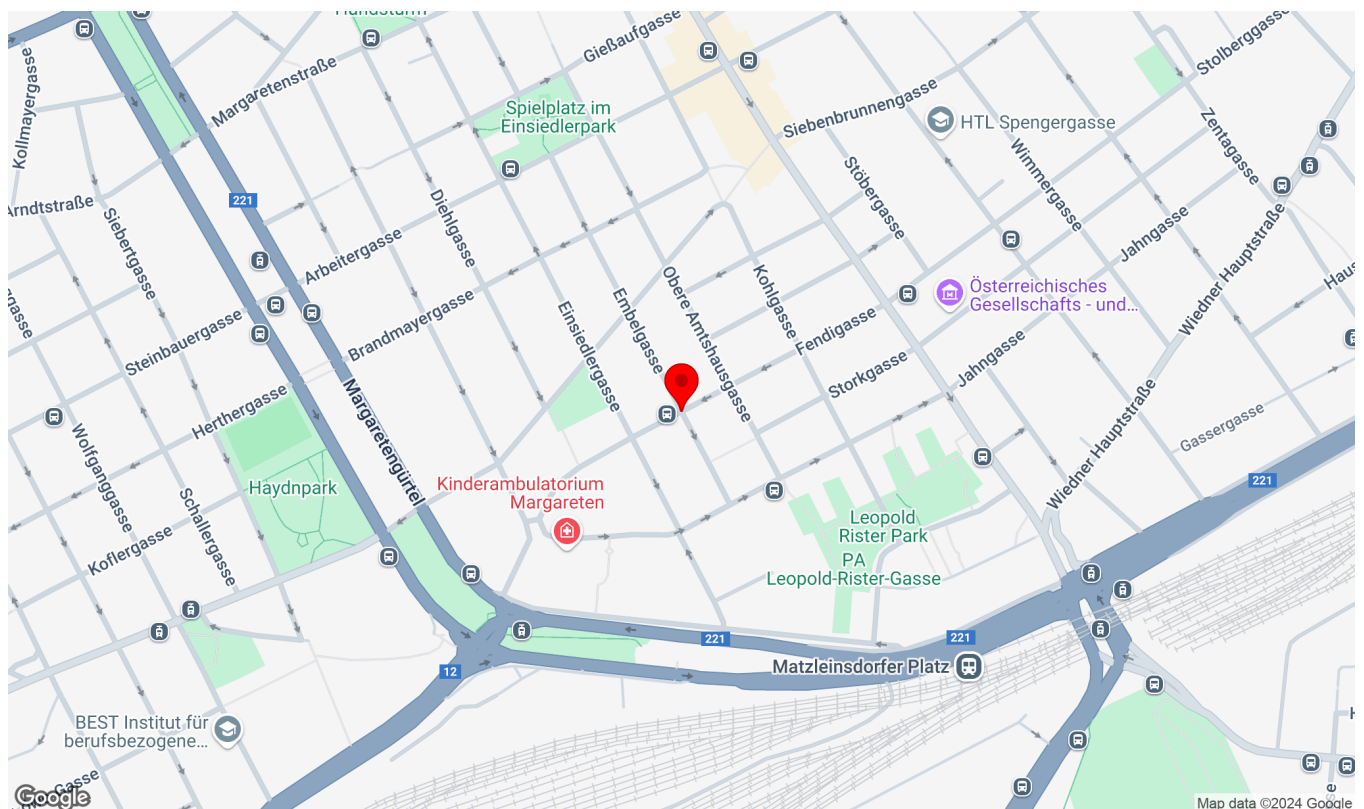 Hundsturm
Gießaufgasse
Stolberggasse
Kollmayergasse
Margaretenstraße
Spielplatz im
Einsiedlerpark
Siebenbrunnengasse
HTL Spengergasse
Zentagasse
Arndtstraße
221
Diehlgasse
Stöbergasse
Wimmergasse
Siebertgasse
Arbeitergasse
Jahngasse
Wiedner Hauptstraße
Obere-Amtshausgasse
Kohlgasse
Österreichisches
Gesellschafts - und...
Steinbauergasse
Brandmayergasse
Einsiedlergasse
Embelgasse
Fendigasse
Storkgasse
Jahngasse
Herthergasse
Margaretengürtel
Wiedner Hauptstraße
Gassergasse
Wolfganggasse
Schallergasse
Haydnpark
Kinderambulatorium
Margareten
221
Koflergasse
Leopold
Rister Park
PA
Leopold-Rister-Gasse
221
221
12
Matzleinsdorfer Platz
BEST Institut für
berufsbezogene...
Google
Map data ©2024 Google